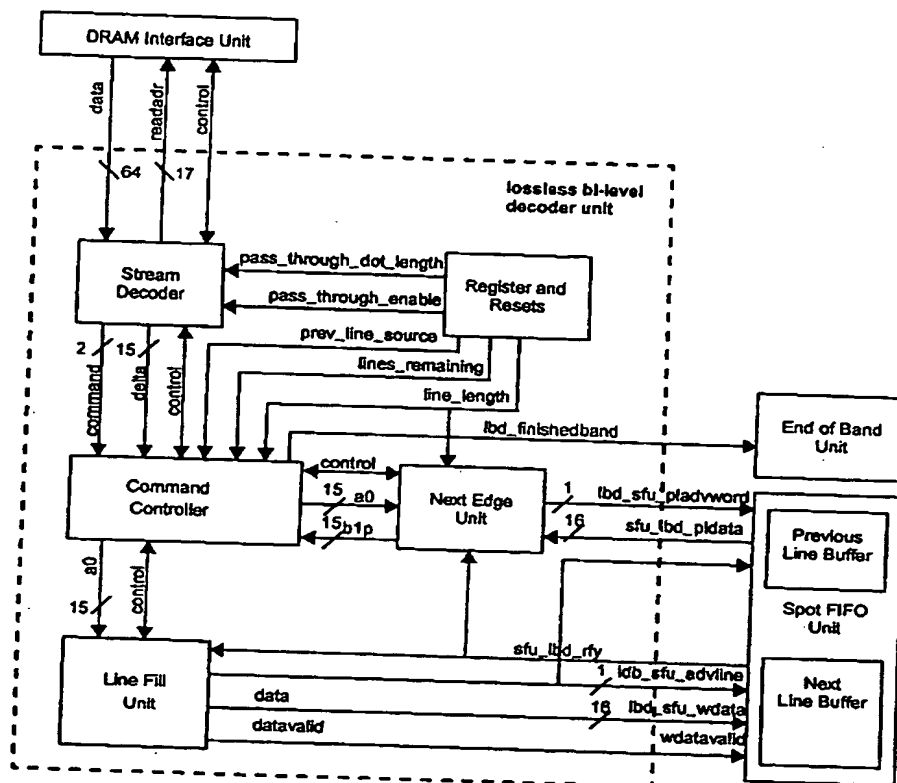 DRAM Interface Unit
data
readadr
control
64
17
lossless bi-level
decoder unit
Stream
Decoder
pass_through_dot_length
pass_through_enable
Register and
Resets
prev_line_source
lines_remaining
line_length
2
15
command
delta
control
lbd_finishedband
End of Band
Unit
Command
Controller
control
15
a0
15
b1p
Next Edge
Unit
1
lbd_sfu_pladvword
16
sfu_lbd_pldata
Previous
Line Buffer
Spot FIFO
Unit
a0
15
control
Line Fill
Unit
sfu_lbd_rfy
1
ldb_sfu_advline
data
16
lbd_sfu_wdata
datavalid
wdatavalid
Next
Line Buffer